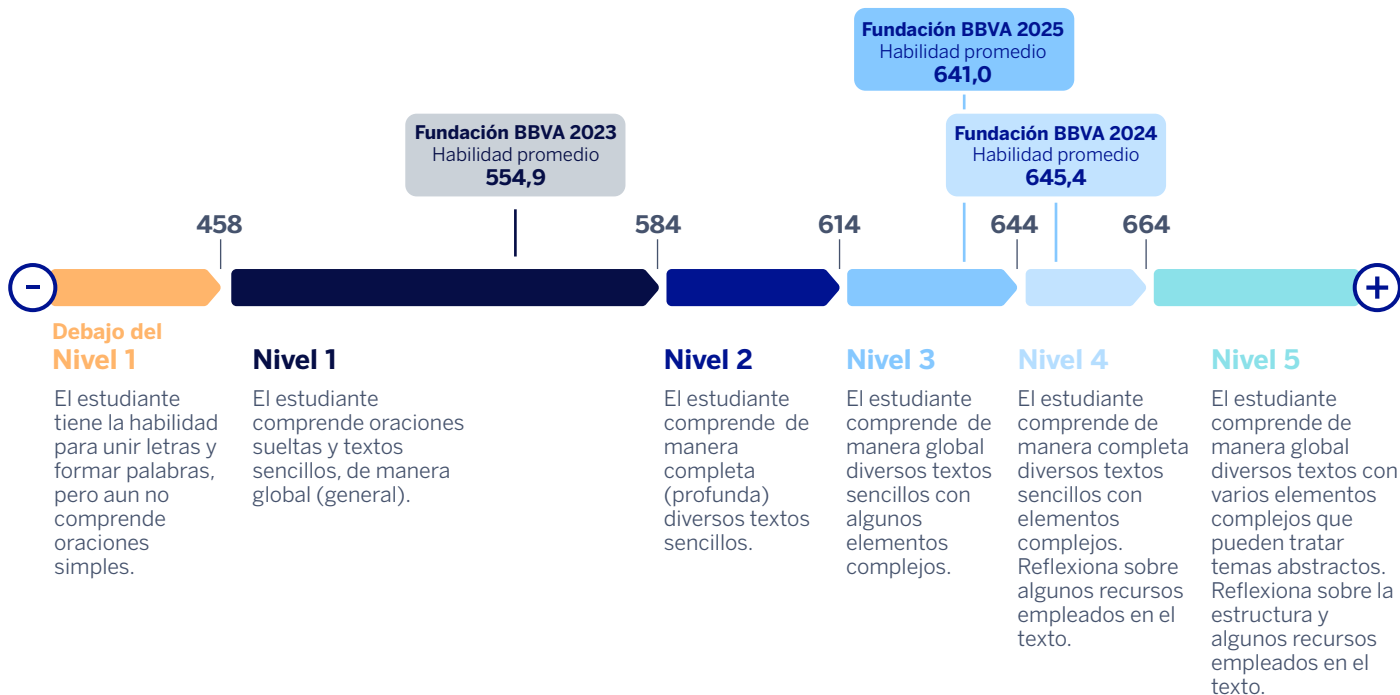 Fundación BBVA 2025
Habilidad promedio
641,0
Fundación BBVA 2023
Habilidad promedio
554,9
Fundación BBVA 2024
Habilidad promedio
645,4
458
584
614
644
664
-
+
Debajo del
Nivel 1
El estudiante
tiene la habilidad
para unir letras y
formar palabras,
pero aun no
comprende
oraciones
simples.
Nivel 1
El estudiante
comprende oraciones
sueltas y textos
sencillos, de manera
global (general).
Nivel 2
El estudiante
comprende de
manera
completa
(profunda)
diversos textos
sencillos.
Nivel 3
El estudiante
comprende de
manera global
diversos textos
sencillos con
algunos
elementos
complejos.
Nivel 4
El estudiante
comprende de
manera completa
diversos textos
sencillos con
elementos
complejos.
Reflexiona sobre
algunos recursos
empleados en el
texto.
Nivel 5
El estudiante
comprende de
manera global
diversos textos con
varios elementos
complejos que
pueden tratar
temas abstractos.
Reflexiona sobre la
estructura y
algunos recursos
empleados en el
texto.